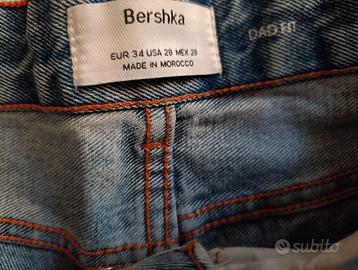 Bershka
EUR 34 USA 28 MEX 28
MADE IN MOROCCO
DAD FIT
subito